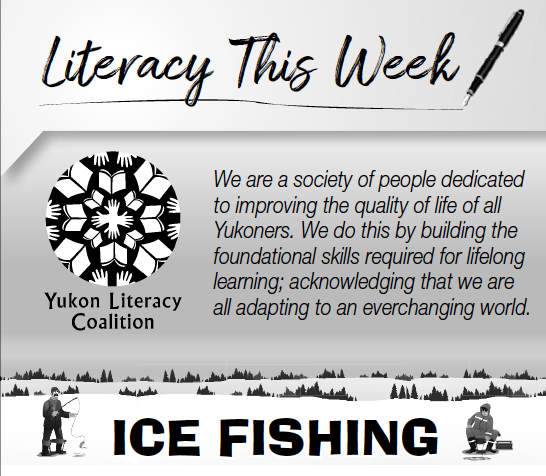 Literacy This Week
We are a society of people dedicated
to improving the quality of life of all
Yukoners. We do this by building the
foundational skills required for lifelong
learning; acknowledging that we are
all adapting to an everchanging world.
Yukon Literacy
Coalition
ICE FISHING